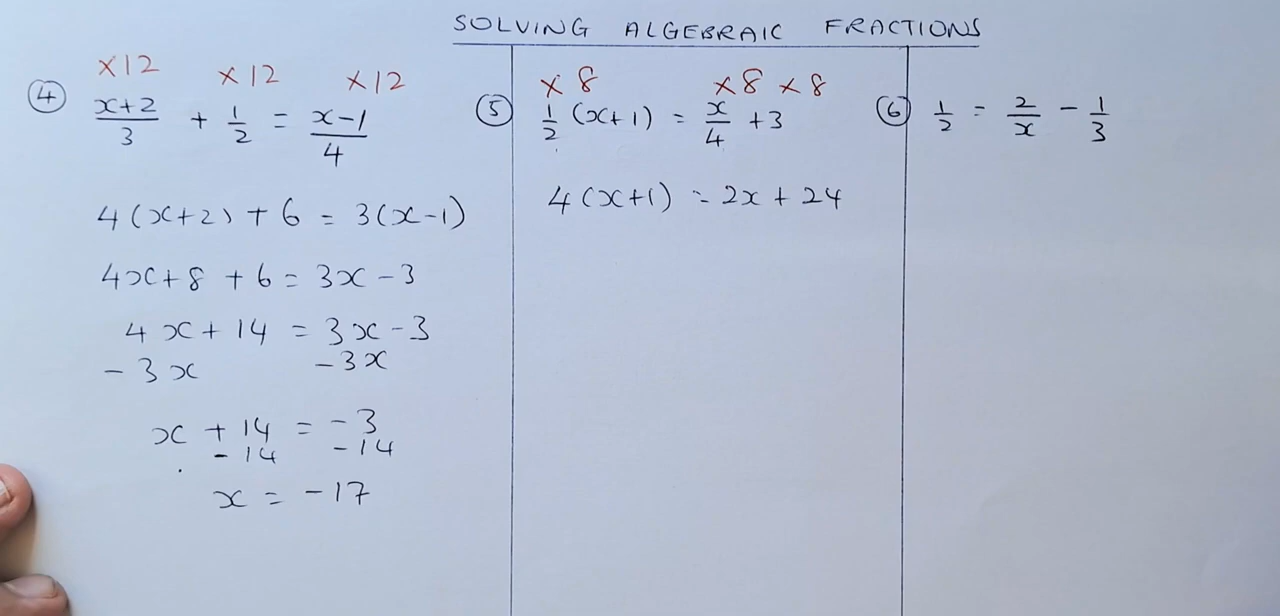 SOLVING ALGEBRAIC FRACTIONS
×12 ×12 ×12
④ (x+2)/3 + 1/2 = (x-1)/4
4(x+2) + 6 = 3(x-1)
4x+8 + 6 = 3x-3
4x + 14 = 3x-3
-3x -3x
x + 14 = -3
-14 -14
x = -17
×8 ×8 ×8
⑤ 1/2 (x+1) = x/4 +3
4(x+1) = 2x + 24
⑥ 1/2 = 2/x - 1/3